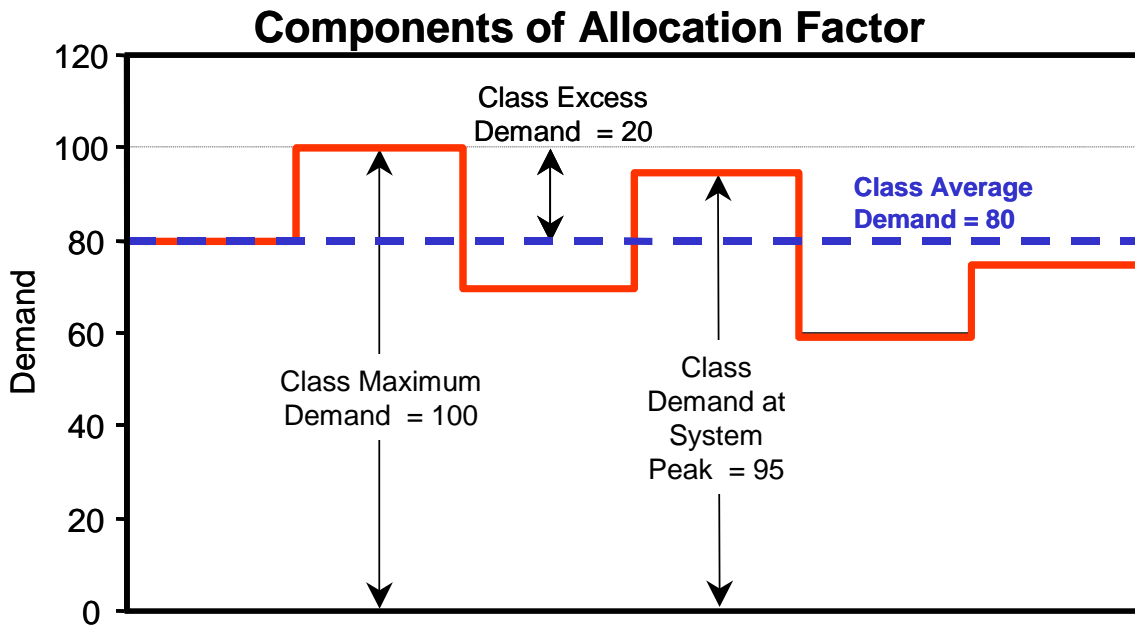 Components of Allocation Factor
120
100
80
60
40
20
0
Demand
Class Excess
Demand = 20
Class Average
Demand = 80
Class Maximum
Demand = 100
Class
Demand at
System
Peak = 95